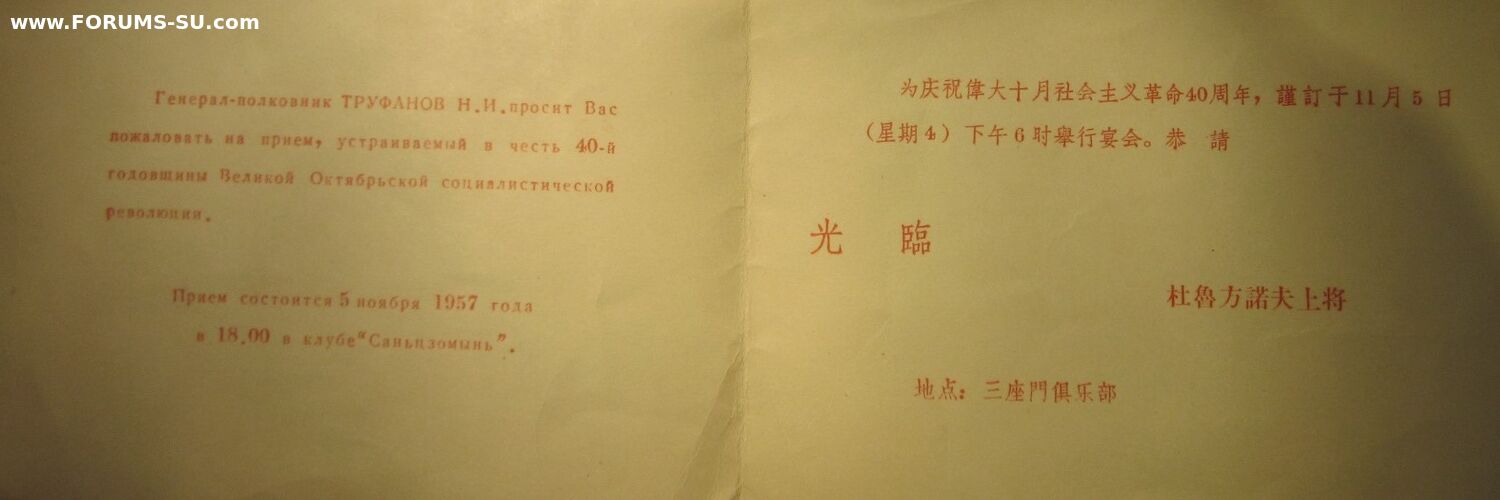 www.FORUMS-SU.com
Генерал-полковник ТРУФАНОВ Н.И. просит Вас
пожаловать на прием, устраиваемый в честь 40-й
годовщины Великой Октябрьской социалистической
революции.
Прием состоится 5 ноября 1957 года
в 18.00 в клубе "Саньцзомынь".
为庆祝偉大十月社会主义革命40周年，謹訂于11月5日
（星期4）下午6时舉行宴会。恭 請
光 臨
杜魯方諾夫上将
地点：三座門俱乐部